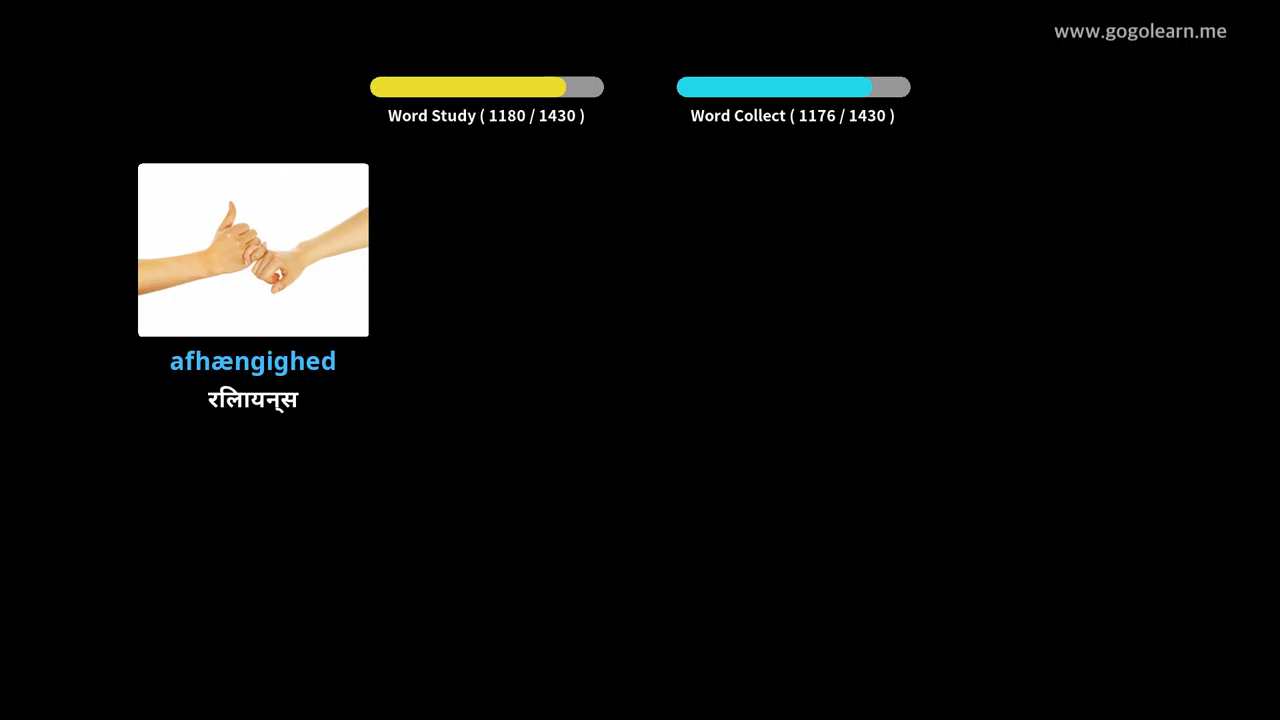 www.gogolearn.me
Word Study ( 1180 / 1430 )
Word Collect ( 1176 / 1430 )
afhængighed
रलिायन्स